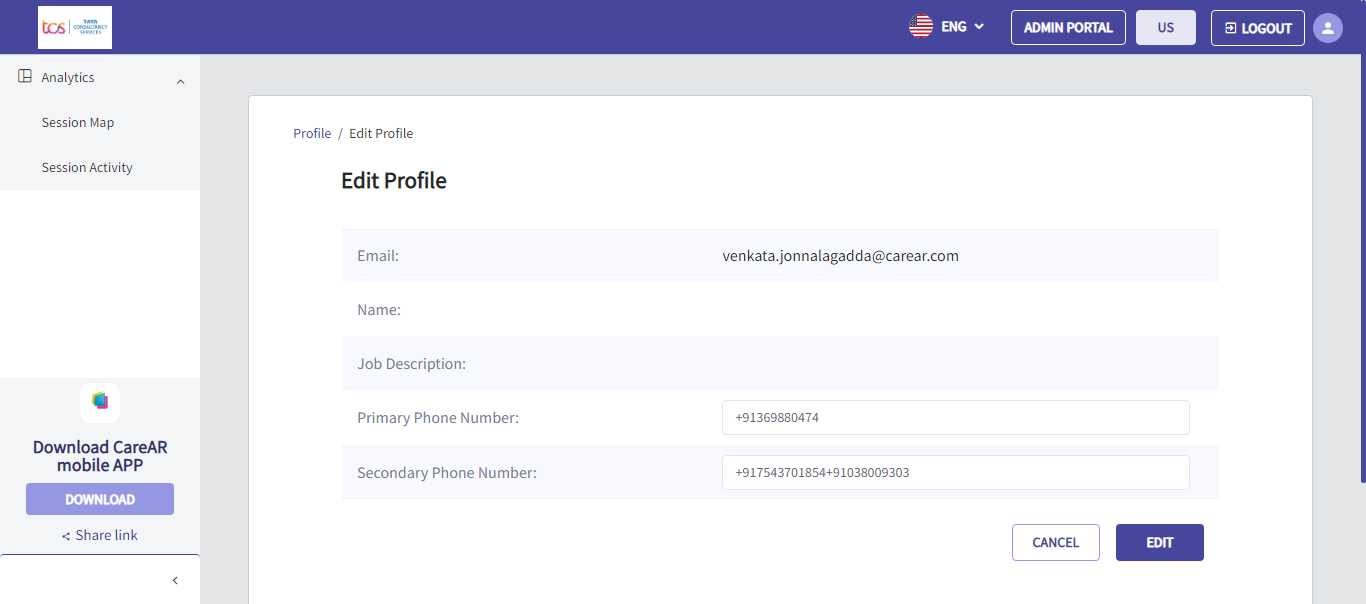 tcs TATA
CONSULTANCY
SERVICES
ENG
ADMIN PORTAL
US
LOGOUT
Analytics
Session Map
Session Activity
Download CareAR
mobile APP
DOWNLOAD
Share link
Profile / Edit Profile
Edit Profile
Email: venkata.jonnalagadda@carear.com
Name:
Job Description:
Primary Phone Number: +91369880474
Secondary Phone Number: +917543701854+91038009303
CANCEL
EDIT